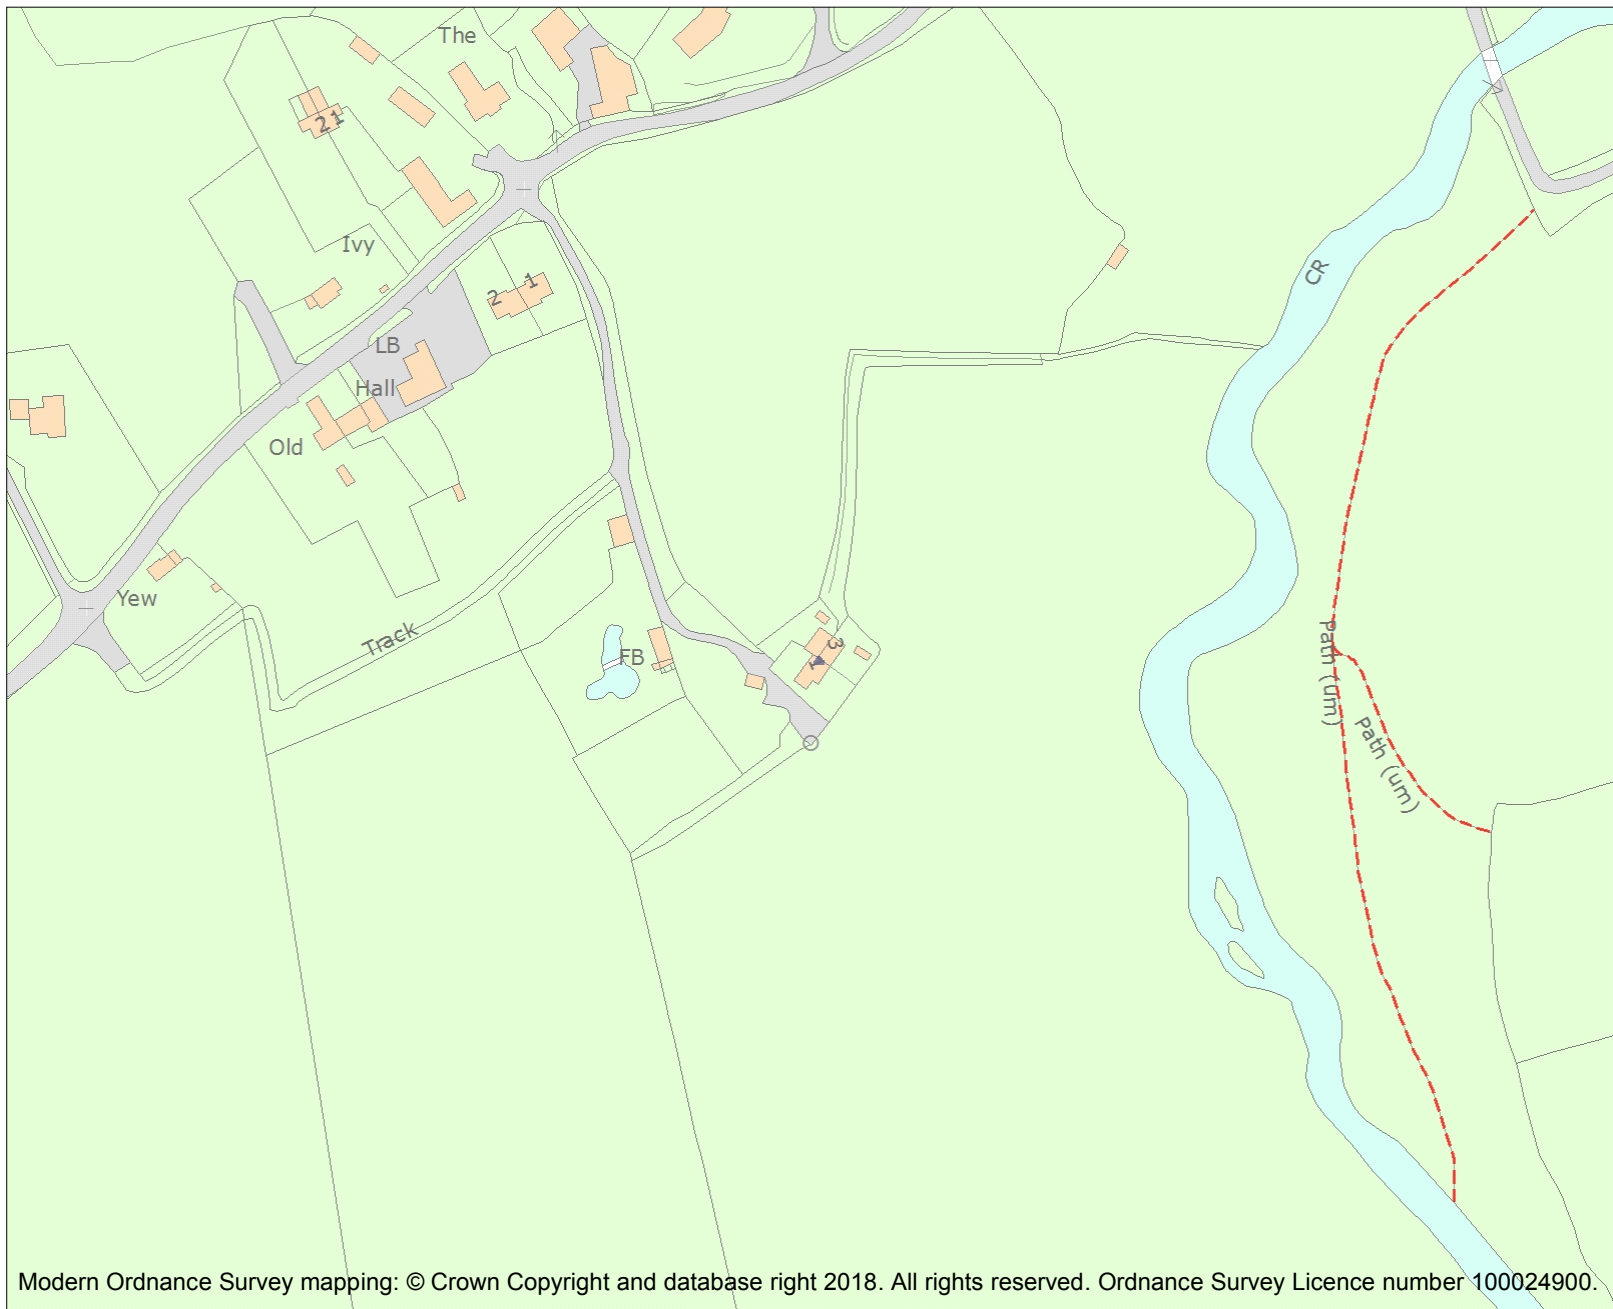 The
21
Ivy
CR
2 1
LB
Hall
Old
Yew
Track
FB
3
1
Path (um)
Path (um)
Modern Ordnance Survey mapping: © Crown Copyright and database right 2018. All rights reserved. Ordnance Survey Licence number 100024900.